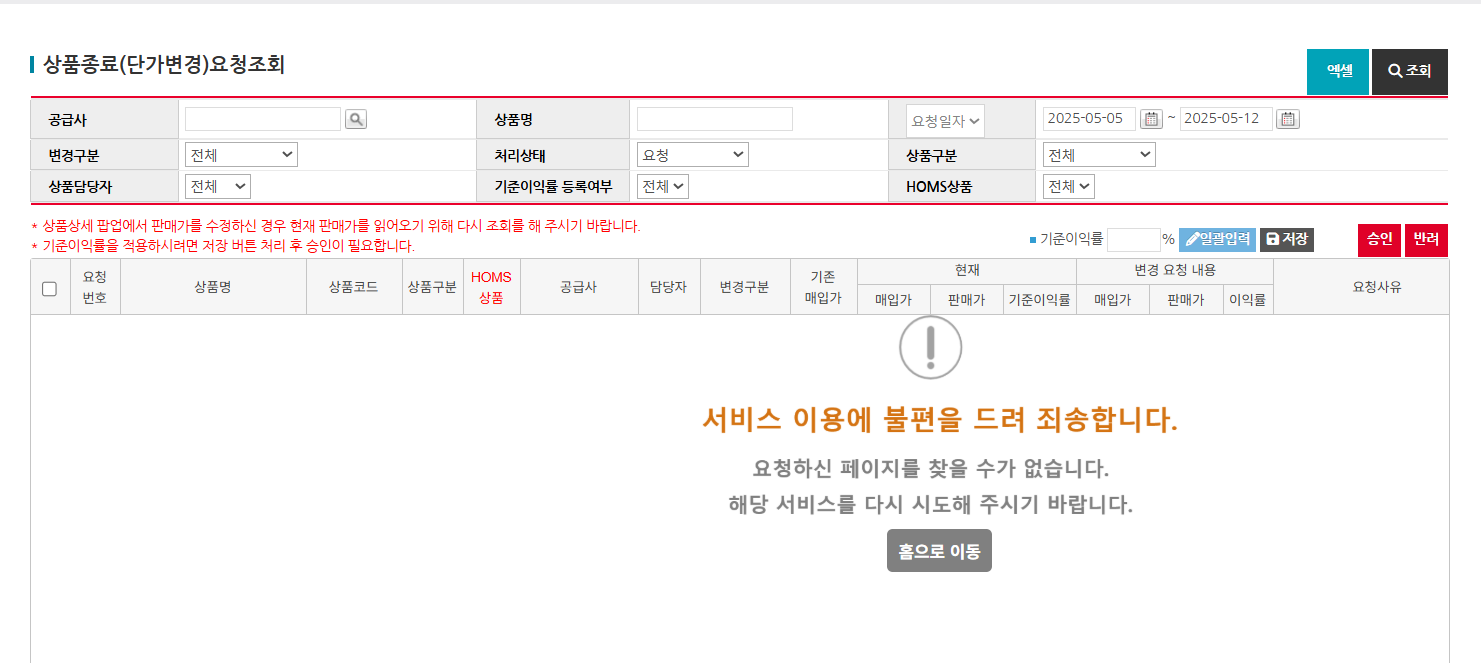 상품종료(단가변경)요청조회
엑셀
조회
공급사
상품명
요청일자
2025-05-05 ~ 2025-05-12
변경구분 전체
처리상태 요청
상품구분 전체
상품담당자 전체
기준이익률 등록여부 전체
HOMS상품 전체
* 상품상세 팝업에서 판매가를 수정하신 경우 현재 판매가를 읽어오기 위해 다시 조회를 해 주시기 바랍니다.
* 기준이익률을 적용하시려면 저장 버튼 처리 후 승인이 필요합니다.
기준이익률 % 일괄입력 저장 승인 반려
요청
번호
상품명
상품코드
상품구분
HOMS
상품
공급사
담당자
변경구분
기존
매입가
현재
매입가 판매가 기준이익률
변경 요청 내용
매입가 판매가 이익률
요청사유
서비스 이용에 불편을 드려 죄송합니다.
요청하신 페이지를 찾을 수가 없습니다.
해당 서비스를 다시 시도해 주시기 바랍니다.
홈으로 이동